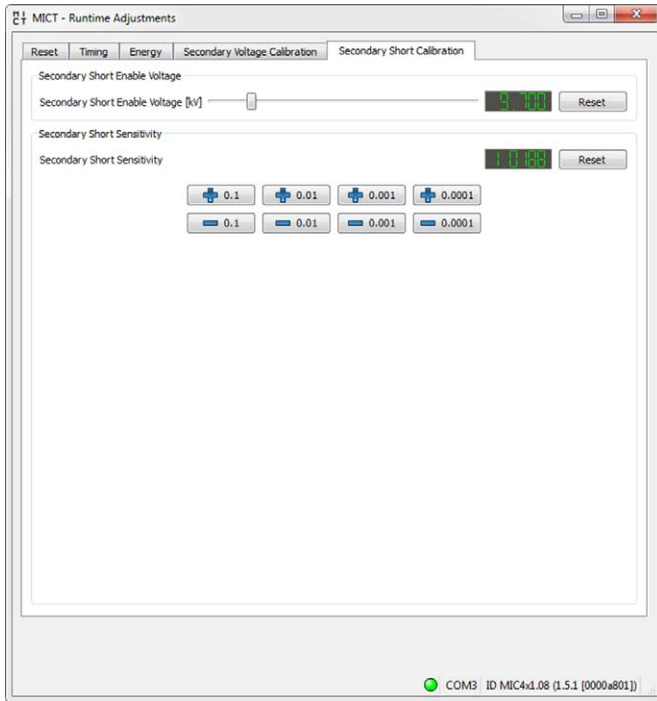 MICT - Runtime Adjustments
Reset Timing Energy Secondary Voltage Calibration Secondary Short Calibration
Secondary Short Enable Voltage
Secondary Short Enable Voltage [kV] 9.700 Reset
Secondary Short Sensitivity
Secondary Short Sensitivity 1.0188 Reset
0.1 0.01 0.001 0.0001
0.1 0.01 0.001 0.0001
COM3 ID MIC4x1.08 (1.5.1 [0000a801])